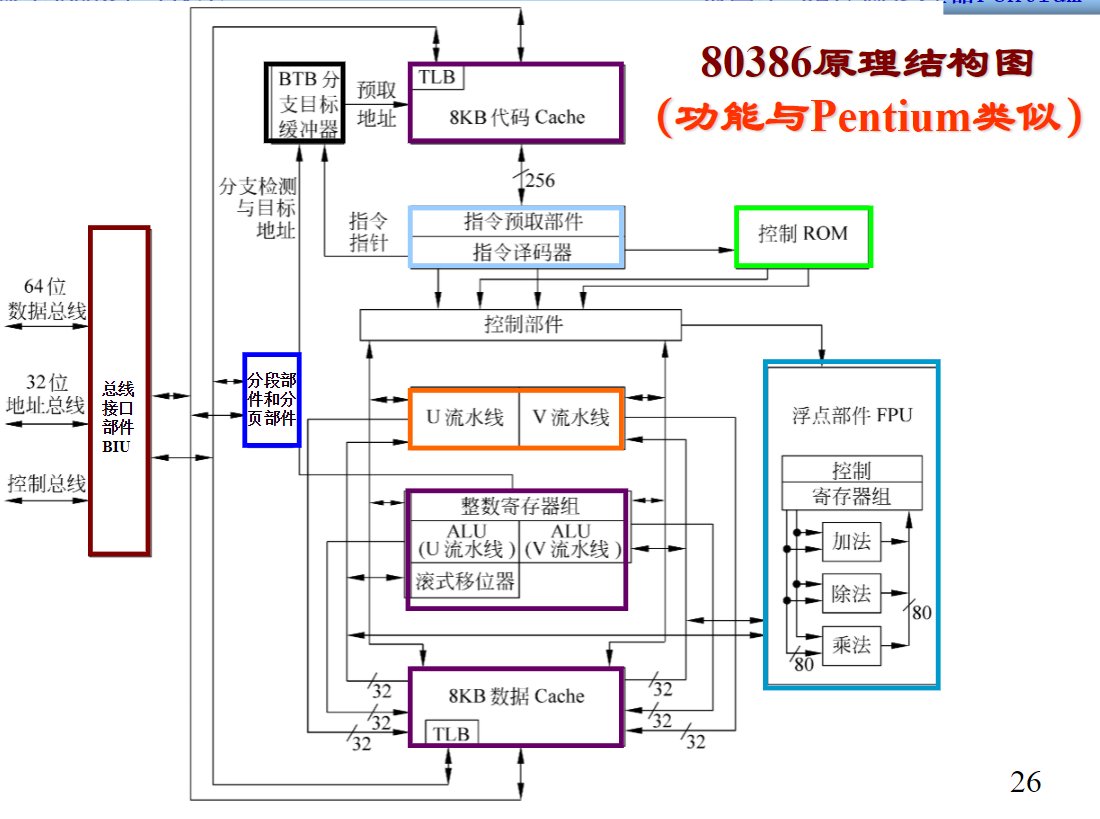 80386原理结构图
(功能与Pentium类似)
BTB 分
支目标
缓冲器
预取
地址
TLB
8KB 代码 Cache
256
分支检测
与目标
地址
指令
指针
指令预取部件
指令译码器
控制 ROM
控制部件
64 位
数据总线
32 位
地址总线
控制总线
总线
接口
部件
BIU
分段部
件和分
页部件
U 流水线
V 流水线
浮点部件 FPU
控制
寄存器组
加法
除法
乘法
80
80
整数寄存器组
ALU
(U 流水线)
ALU
(V 流水线)
滚式移位器
8KB 数据 Cache
TLB
32
32
32
32
32
32
26